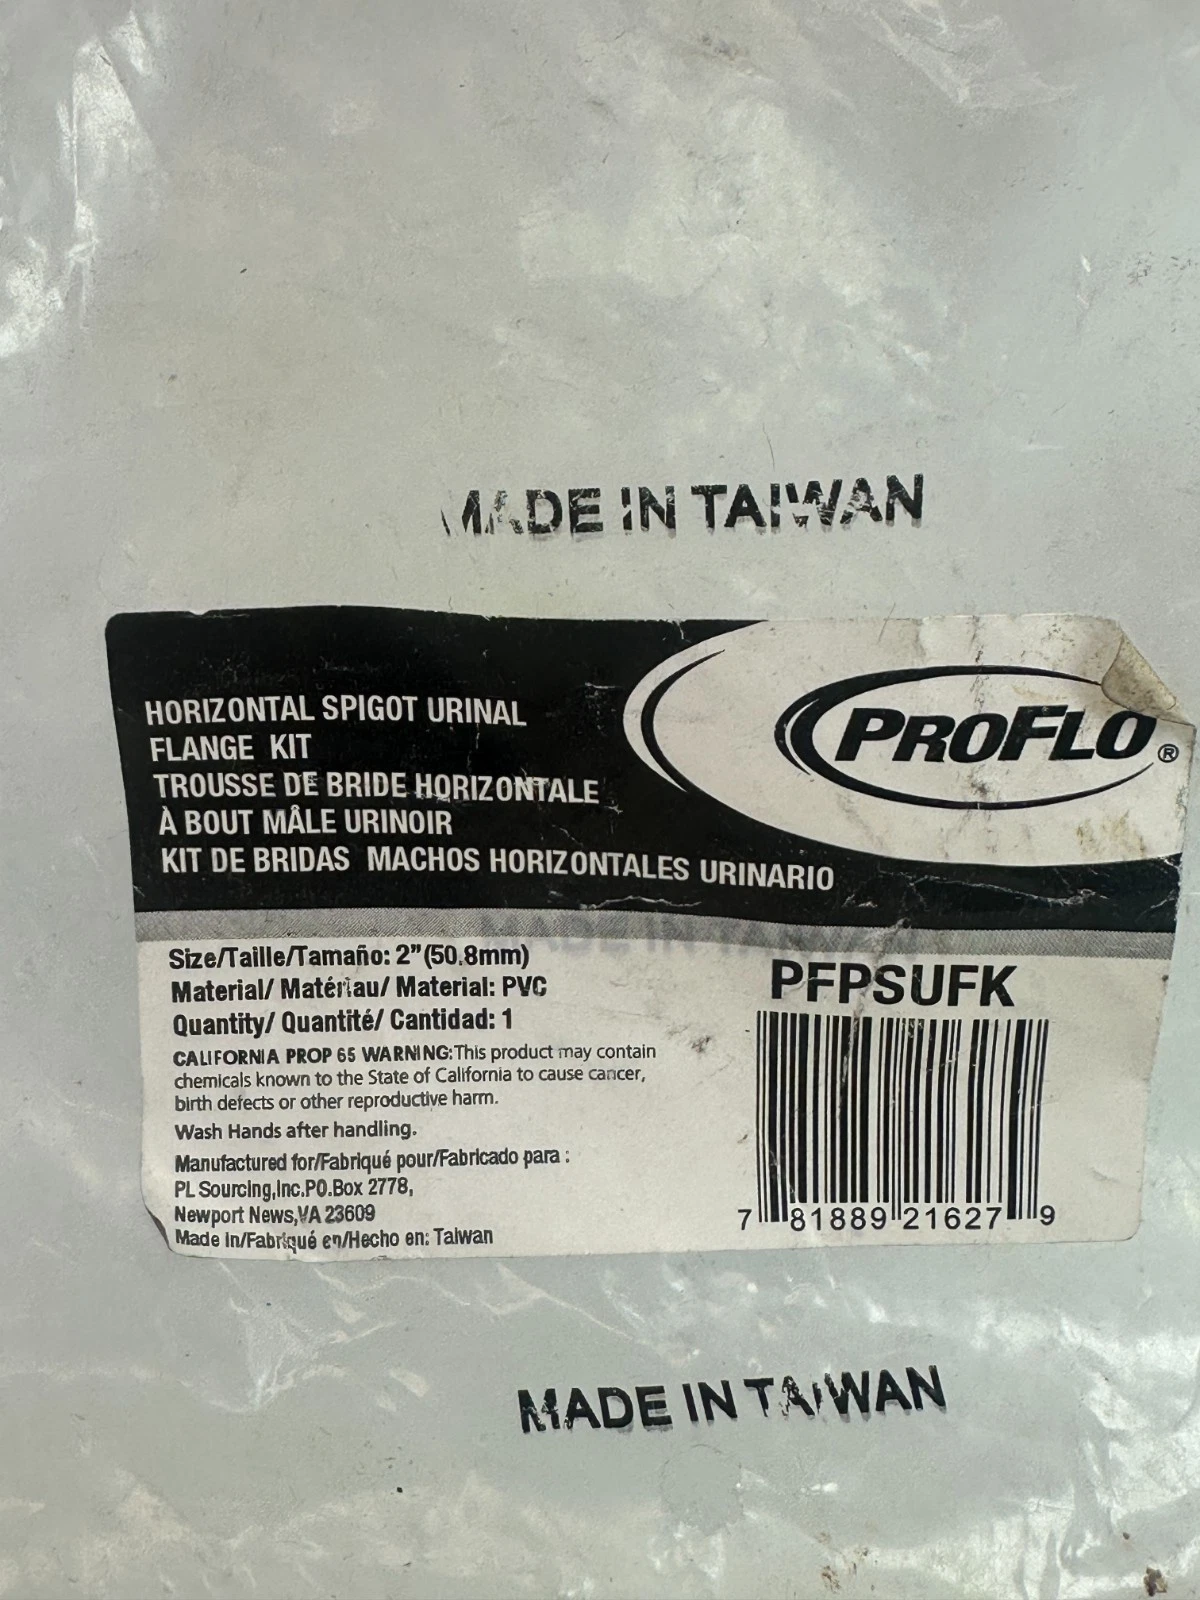 MADE IN TAIWAN
HORIZONTAL SPIGOT URINAL
FLANGE KIT
TROUSSE DE BRIDE HORIZONTALE
À BOUT MÂLE URINOIR
KIT DE BRIDAS MACHOS HORIZONTALES URINARIO
PROFLO®
MADE IN TAIWAN
Size/Taille/Tamaño: 2"(50.8mm)
Material/ Matériau/ Material: PVC
Quantity/ Quantité/ Cantidad: 1
CALIFORNIA PROP 65 WARNING:This product may contain
chemicals known to the State of California to cause cancer,
birth defects or other reproductive harm.
Wash Hands after handling.
Manufactured for/Fabriqué pour/Fabricado para :
PL Sourcing,Inc.PO.Box 2778,
Newport News,VA 23609
Made in/Fabriqué en/Hecho en: Taiwan
PFPSUFK
7 81889 21627 9
MADE IN TAIWAN